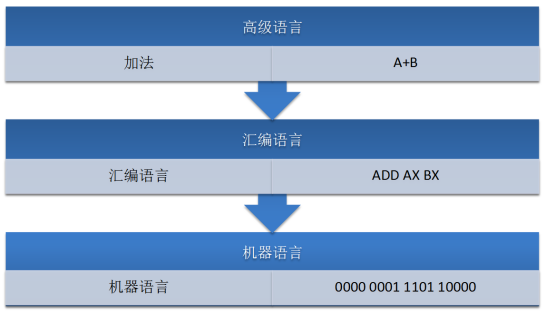 高级语言
加法 A+B
汇编语言
汇编语言 ADD AX BX
机器语言
机器语言 0000 0001 1101 10000